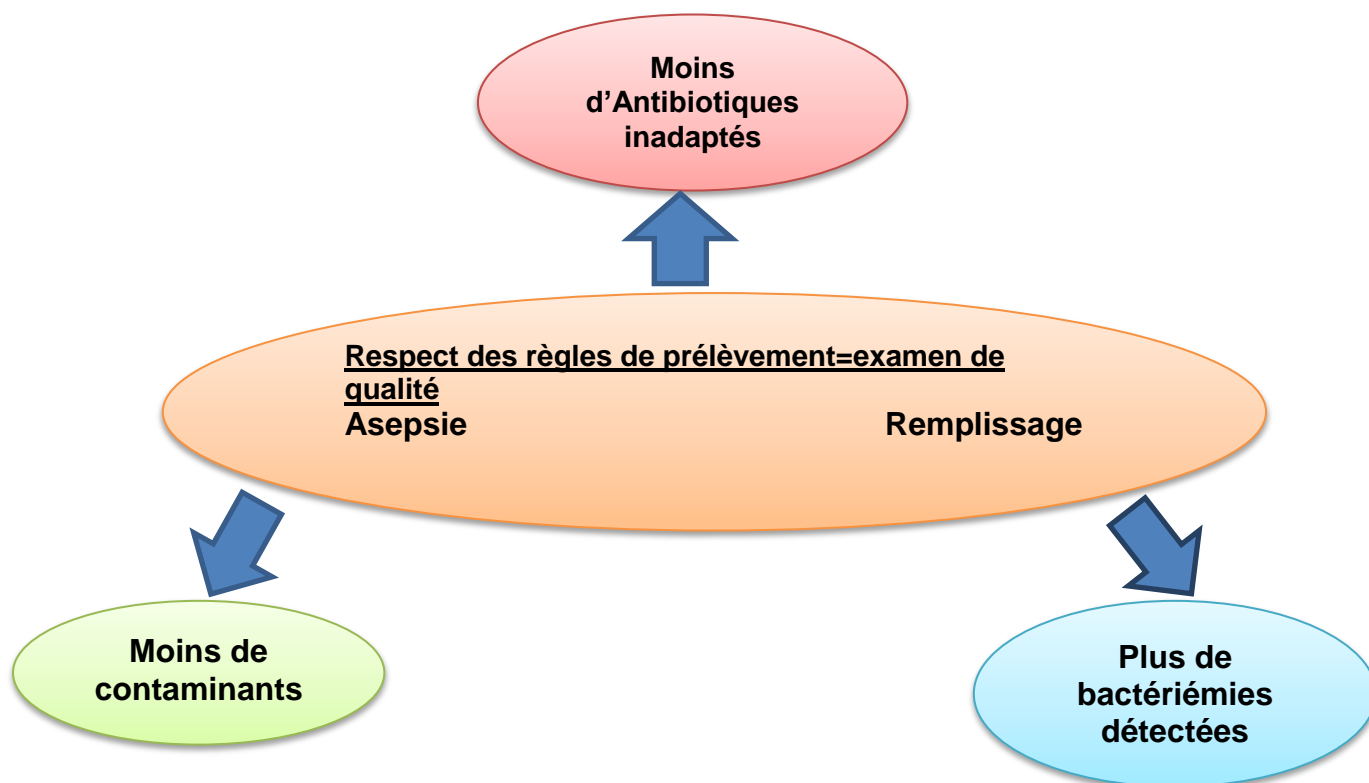 Moins
d’Antibiotiques
inadaptés
Respect des règles de prélèvement=examen de
qualité
Asepsie Remplissage
Moins de
contaminants
Plus de
bactériémies
détectées